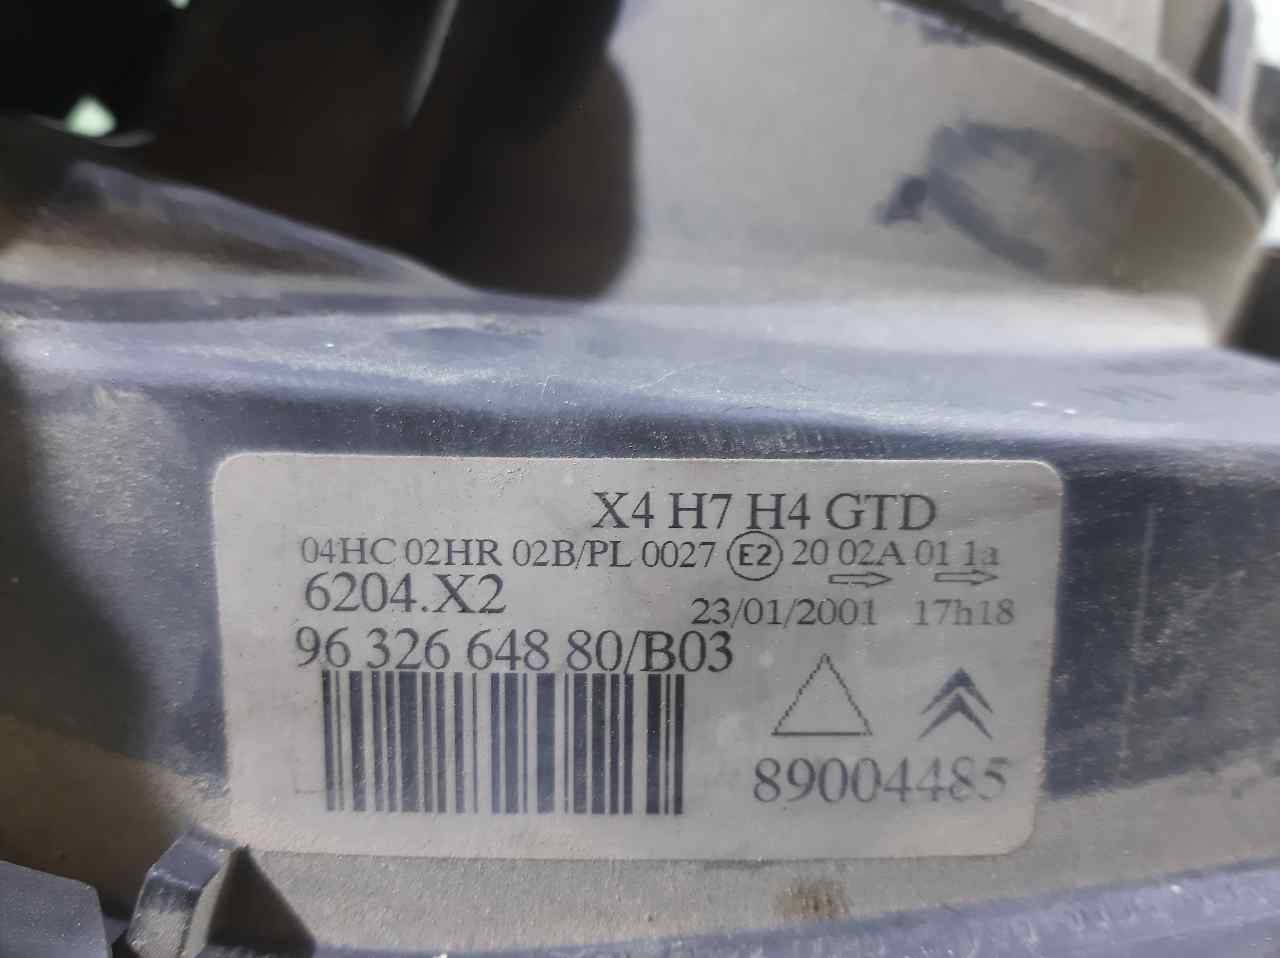 X4 H7 H4 GTD
04HC 02HR 02B/PL 0027 E2 20 02A 01 1a
6204.X2
23/01/2001 17h18
96 326 648 80/B03
89004485